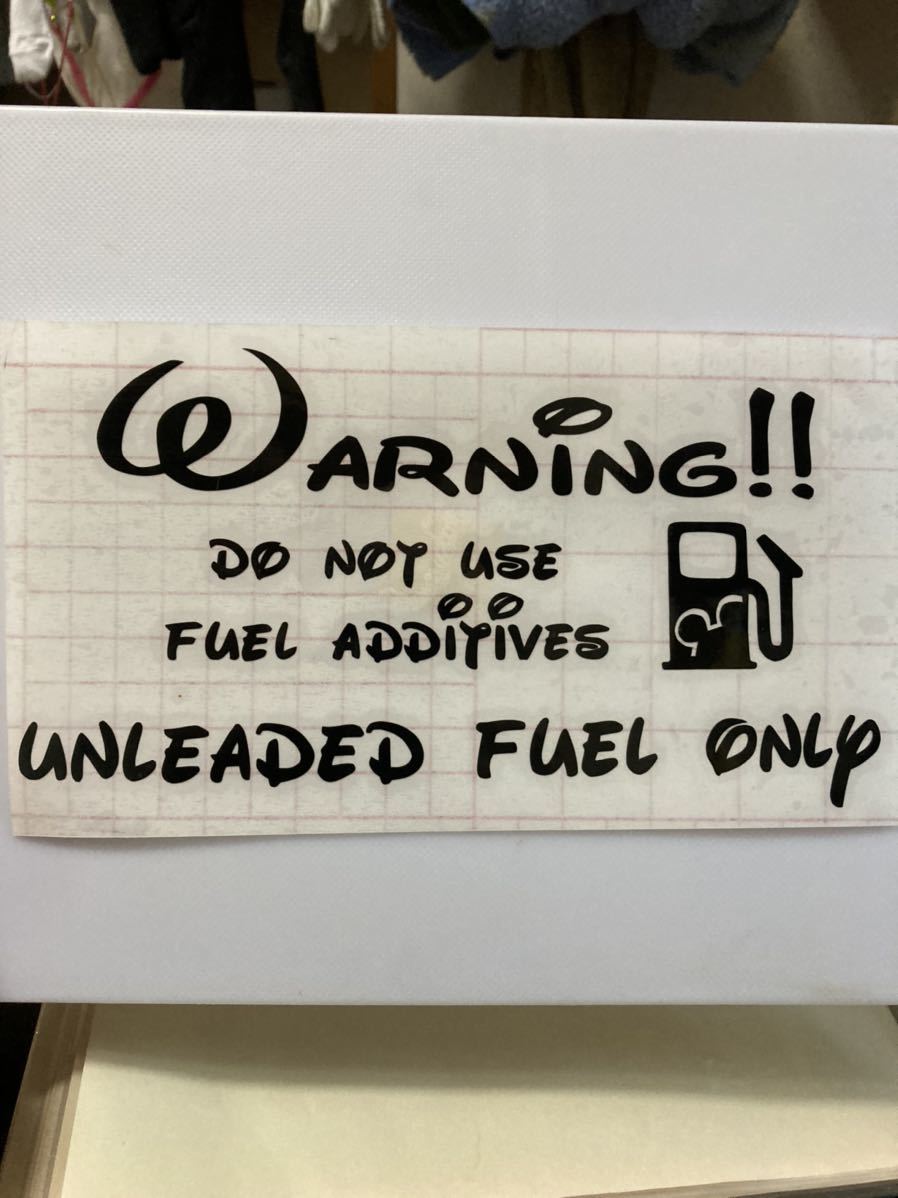 WARNING!!
DO NOT USE
FUEL ADDITIVES
UNLEADED FUEL ONLY